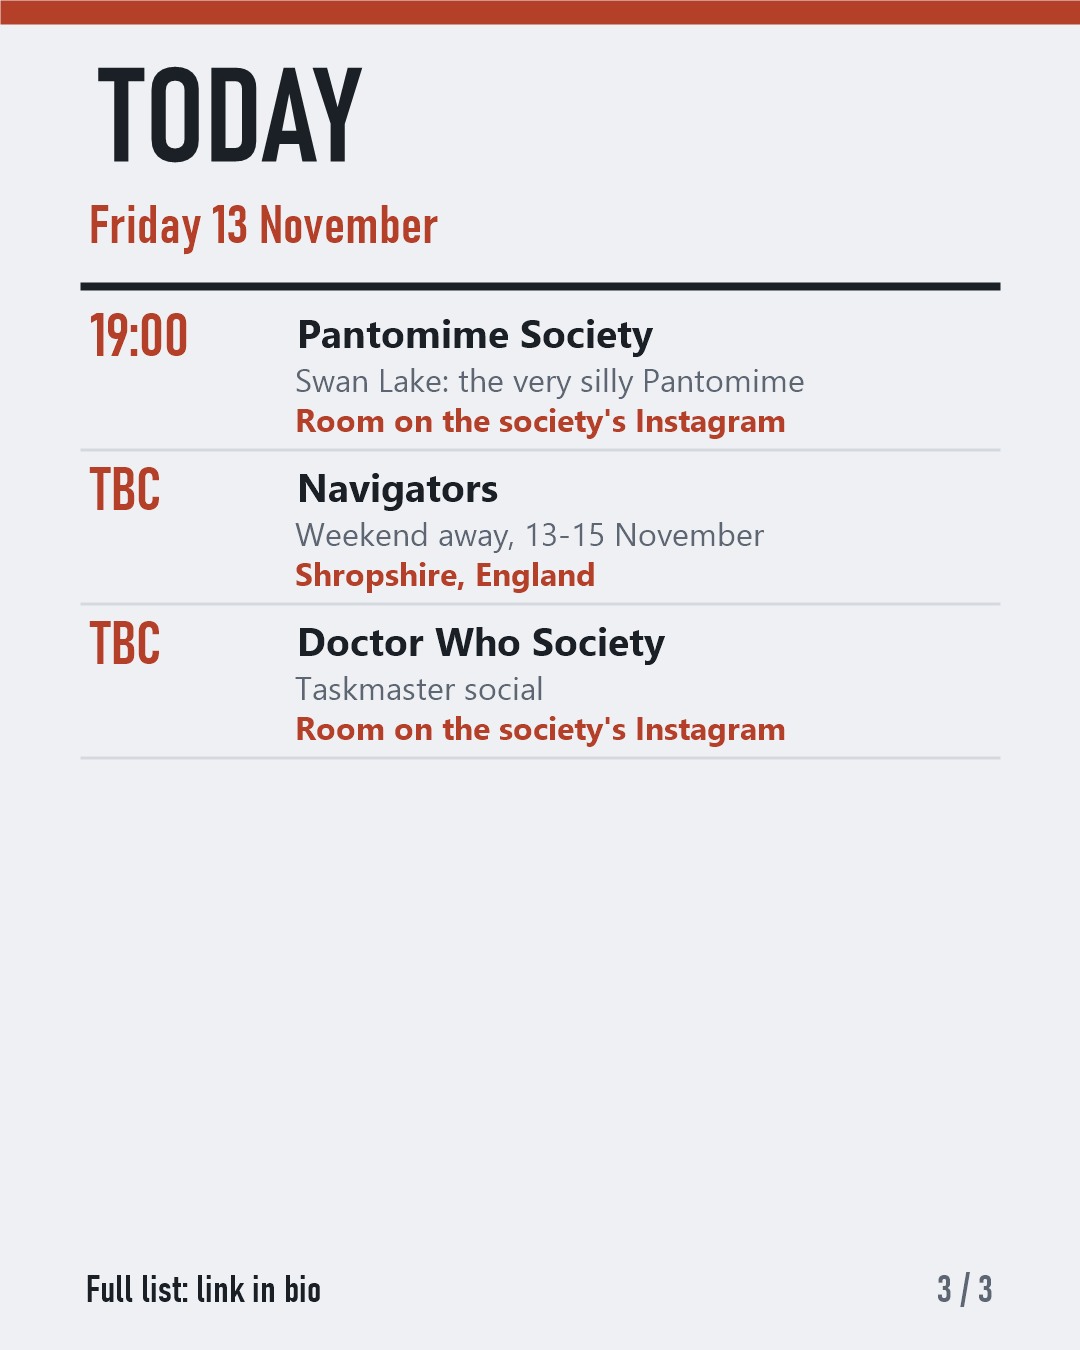 TODAY
Friday 13 November
19:00
Pantomime Society
Swan Lake: the very silly Pantomime
Room on the society's Instagram
TBC
Navigators
Weekend away, 13-15 November
Shropshire, England
TBC
Doctor Who Society
Taskmaster social
Room on the society's Instagram
Full list: link in bio
3 / 3